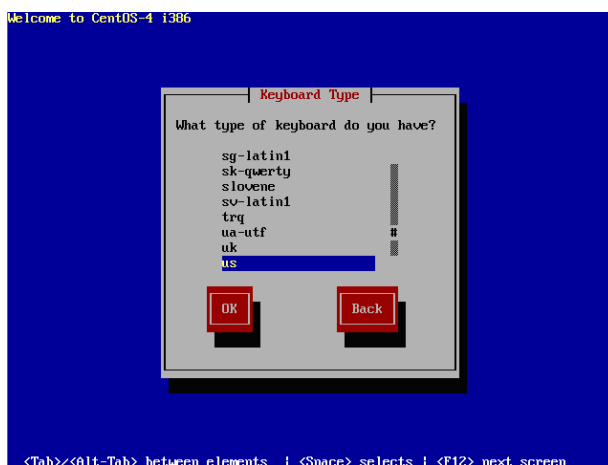 Welcome to CentOS-4 i386
Keyboard Type
What type of keyboard do you have?
sg-latin1
sk-qwerty
slovene
sv-latin1
trq
ua-utf #
uk
us
OK Back
<Tab>/<Alt-Tab> between elements | <Space> selects | <F12> next screen